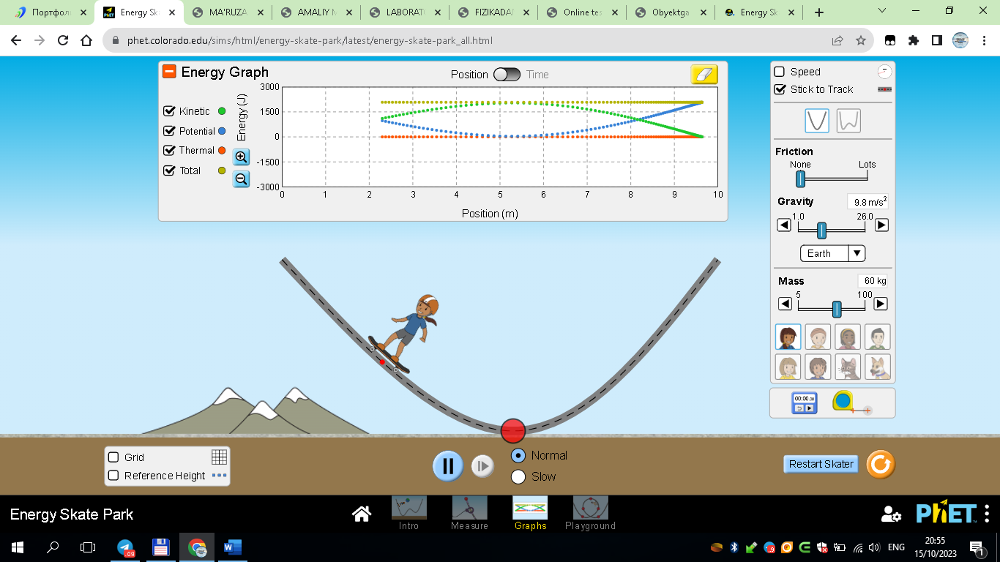 Портфол
Energy Sk
MA'RUZA
AMALIY M
LABORAT
FIZIKADA
Online tes
Obyektga
Energy Sk
phet.colorado.edu/sims/html/energy-skate-park/latest/energy-skate-park_all.html
Energy Graph
Position
Time
Kinetic
Potential
Thermal
Total
Energy (J)
3000
1500
0
-1500
-3000
0 1 2 3 4 5 6 7 8 9 10
Position (m)
Speed
Stick to Track
Friction
None
Lots
Gravity
9.8 m/s²
1.0
26.0
Earth
Mass
60 kg
5
100
00:00.00
Grid
Reference Height
Normal
Slow
Restart Skater
Energy Skate Park
Intro
Measure
Graphs
Playground
PhET
.09
ENG
20:55
15/10/2023
1